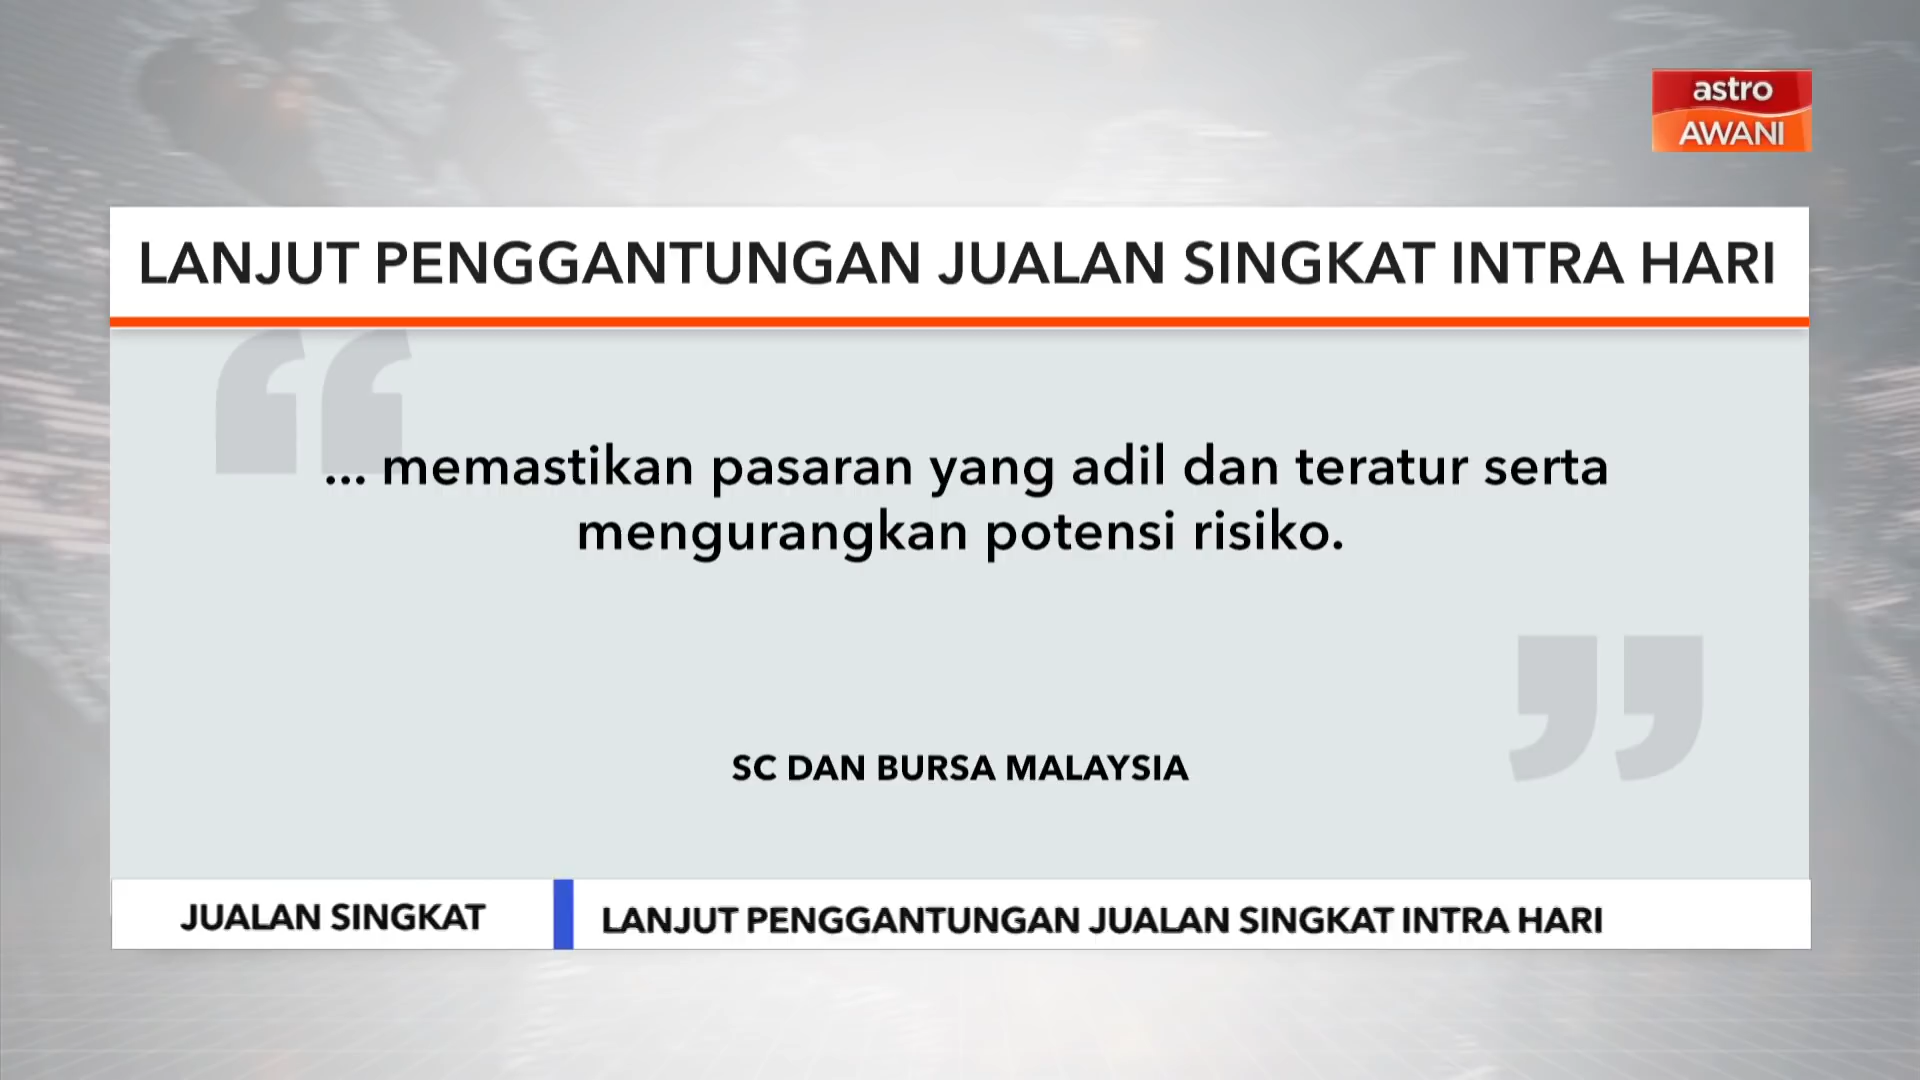 astro
AWANI
LANJUT PENGGANTUNGAN JUALAN SINGKAT INTRA HARI
“
... memastikan pasaran yang adil dan teratur serta
mengurangkan potensi risiko.
”
SC DAN BURSA MALAYSIA
JUALAN SINGKAT
LANJUT PENGGANTUNGAN JUALAN SINGKAT INTRA HARI